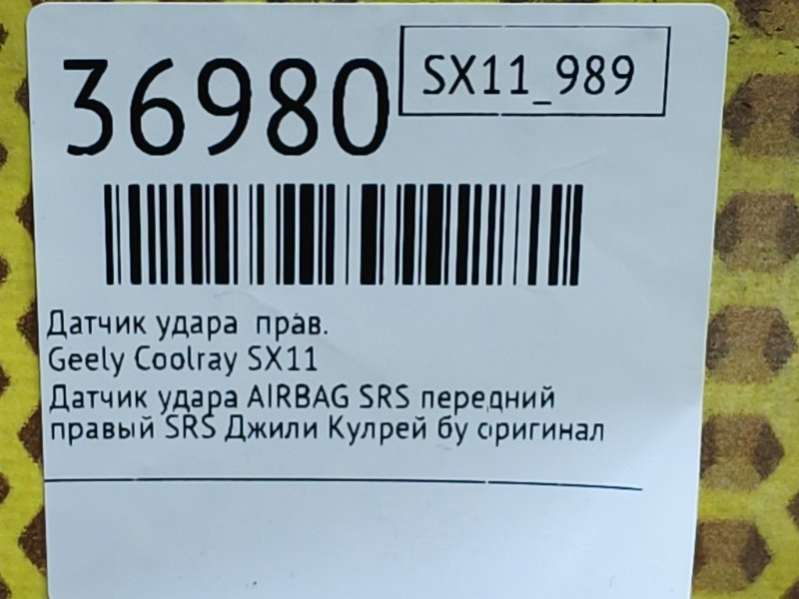 36980
SX11_989
Датчик удара прав.
Geely Coolray SX11
Датчик удара AIRBAG SRS передний
правый SRS Джили Кулрей бу оригинал